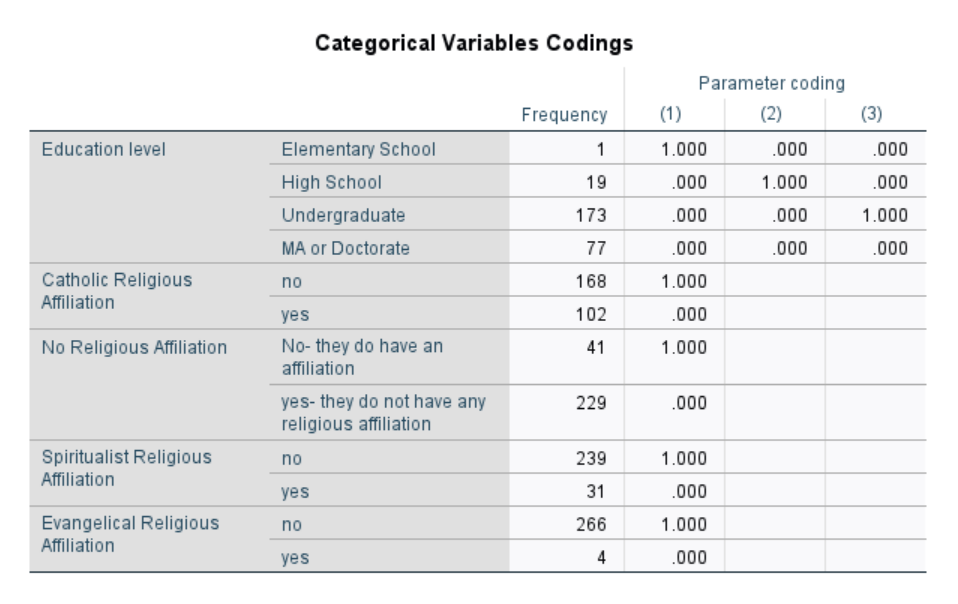 Categorical Variables Codings
Parameter coding
Frequency (1) (2) (3)
Education level Elementary School 1 1.000 .000 .000
High School 19 .000 1.000 .000
Undergraduate 173 .000 .000 1.000
MA or Doctorate 77 .000 .000 .000
Catholic Religious
Affiliation
no 168 1.000
yes 102 .000
No Religious Affiliation
No- they do have an
affiliation
41 1.000
yes- they do not have any
religious affiliation
229 .000
Spiritualist Religious
Affiliation
no 239 1.000
yes 31 .000
Evangelical Religious
Affiliation
no 266 1.000
yes 4 .000